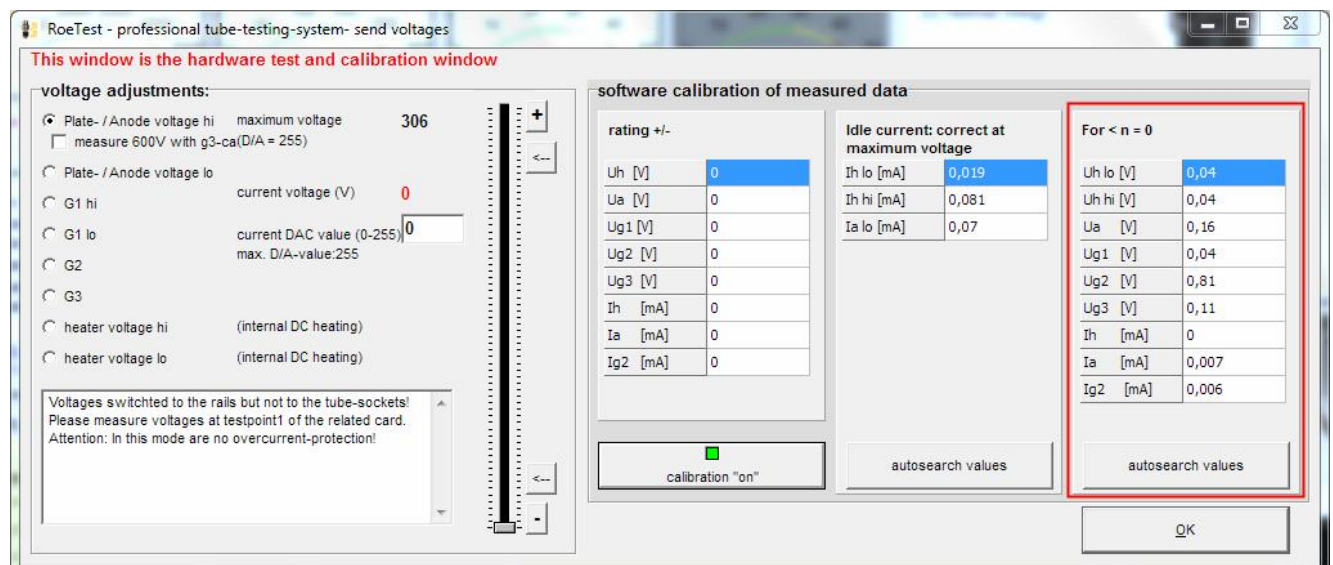 RoeTest - professional tube-testing-system- send voltages
This window is the hardware test and calibration window
voltage adjustments:
Plate- / Anode voltage hi maximum voltage 306
measure 600V with g3-ca(D/A = 255)
Plate- / Anode voltage lo
current voltage (V) 0
G1 hi
G1 lo current DAC value (0-255) 0
max. D/A-value:255
G2
G3
heater voltage hi (internal DC heating)
heater voltage lo (internal DC heating)
Voltages switchted to the rails but not to the tube-sockets!
Please measure voltages at testpoint1 of the related card.
Attention: In this mode are no overcurrent-protection!
+
<--
<--
-
software calibration of measured data
rating +/-
Uh [V] 0
Ua [V] 0
Ug1 [V] 0
Ug2 [V] 0
Ug3 [V] 0
Ih [mA] 0
Ia [mA] 0
Ig2 [mA] 0
calibration "on"
Idle current: correct at
maximum voltage
Ih lo [mA] 0,019
Ih hi [mA] 0,081
Ia lo [mA] 0,07
autosearch values
For < n = 0
Uh lo [V] 0,04
Uh hi [V] 0,04
Ua [V] 0,16
Ug1 [V] 0,04
Ug2 [V] 0,81
Ug3 [V] 0,11
Ih [mA] 0
Ia [mA] 0,007
Ig2 [mA] 0,006
autosearch values
OK